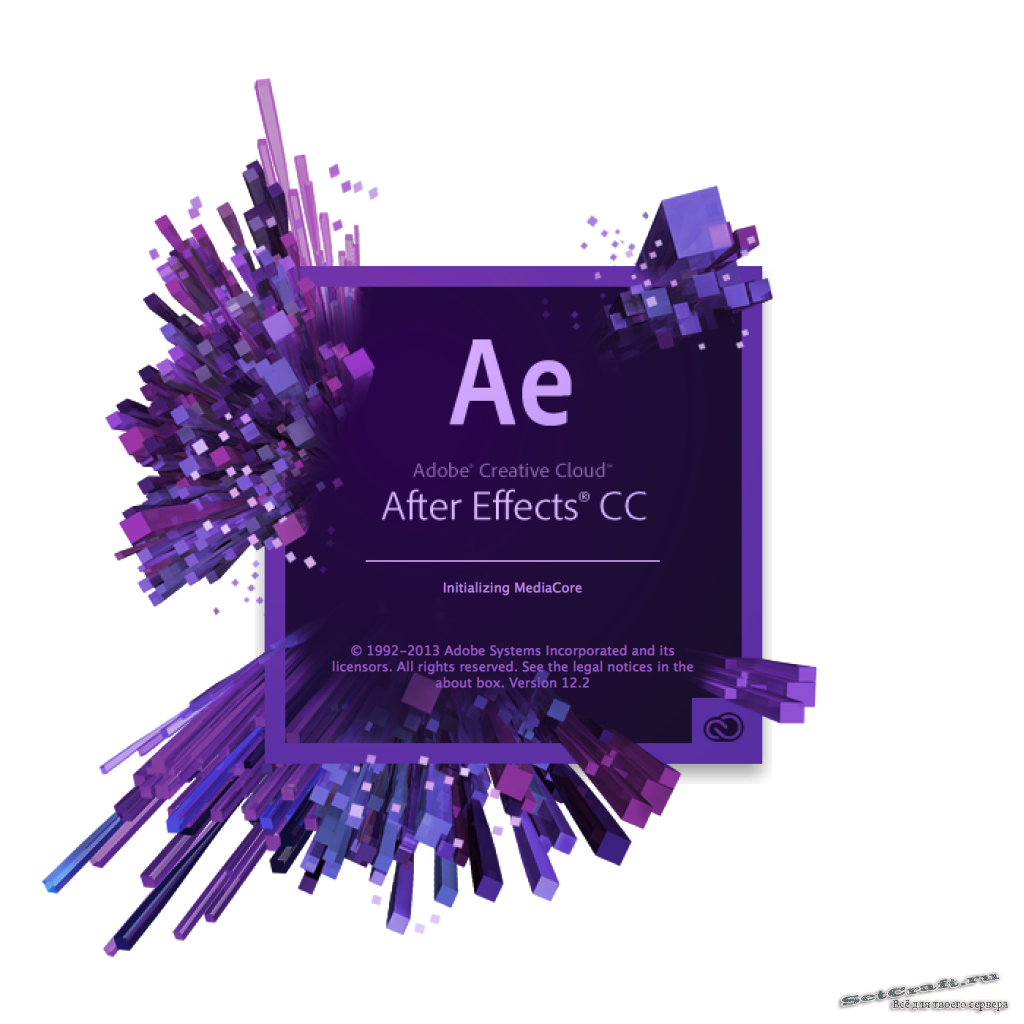 Ae
Adobe® Creative Cloud™
After Effects® CC
Initializing MediaCore
© 1992-2013 Adobe Systems Incorporated and its
licensors. All rights reserved. See the legal notices in the
about box. Version 12.2
SetCraft.ru
Всё для твоего сервера